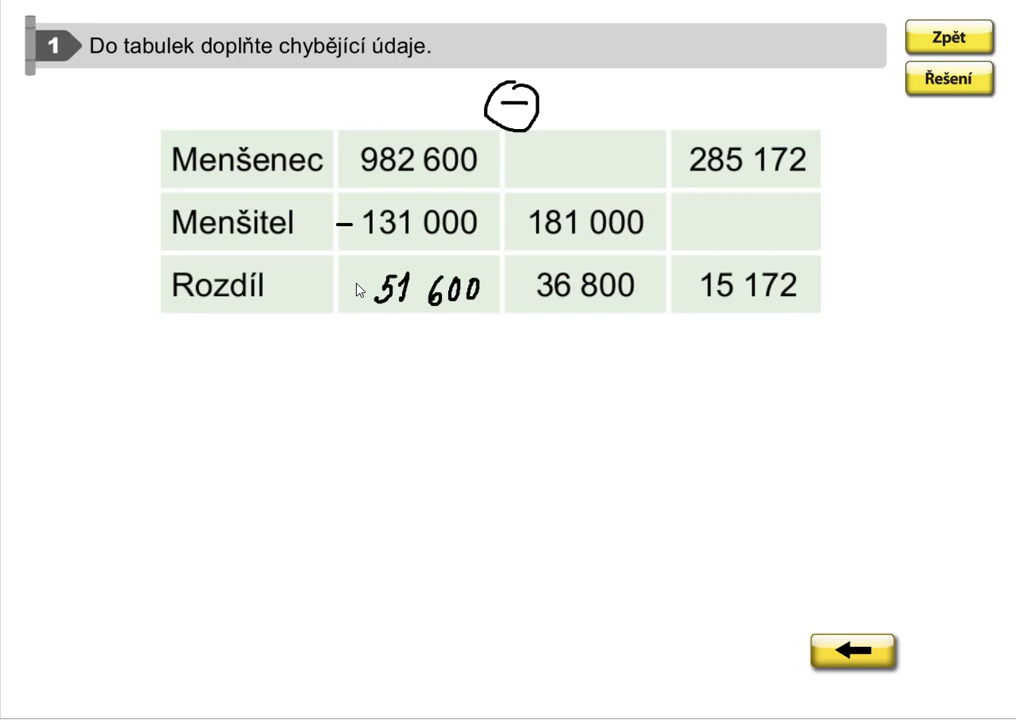 1 Do tabulek doplňte chybějící údaje.
Zpět
Řešení
−
Menšenec 982 600 285 172
Menšitel − 131 000 181 000
Rozdíl 51 600 36 800 15 172